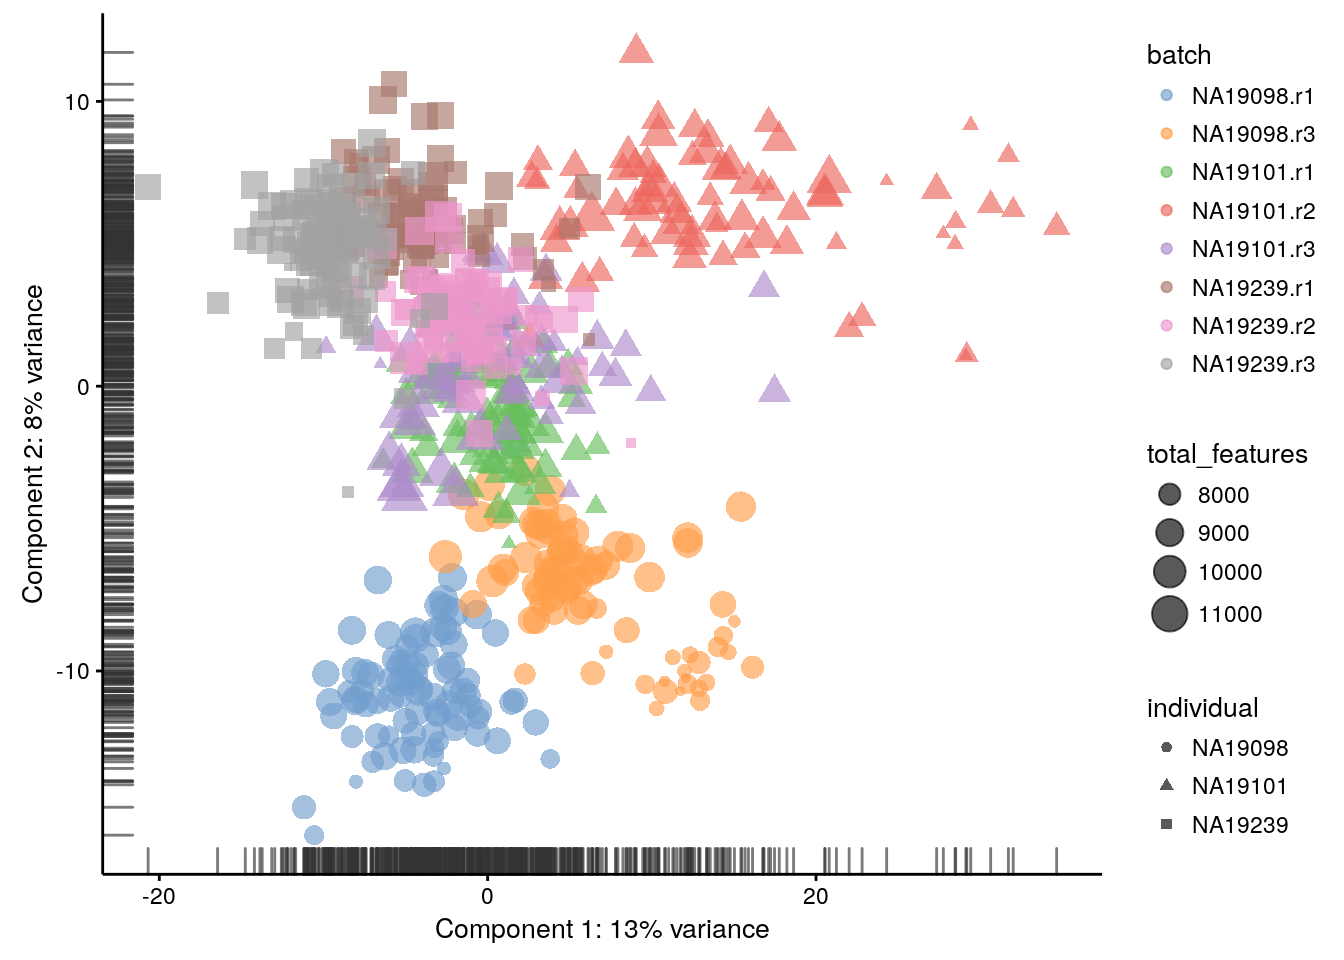 10
0
-10
Component 2: 8% variance
-20
0
20
Component 1: 13% variance
batch
NA19098.r1
NA19098.r3
NA19101.r1
NA19101.r2
NA19101.r3
NA19239.r1
NA19239.r2
NA19239.r3
total_features
8000
9000
10000
11000
individual
NA19098
NA19101
NA19239